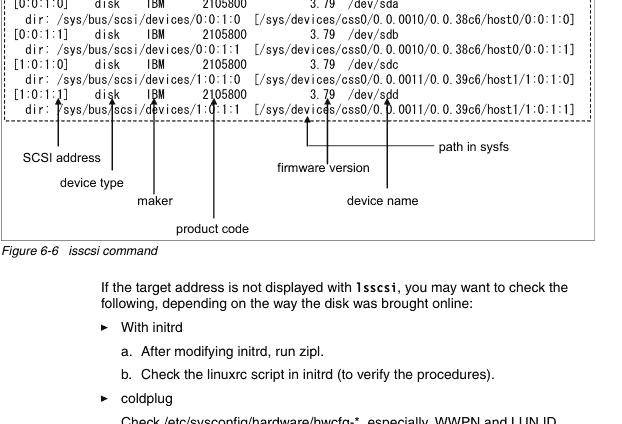 [0:0:1:0] disk IBM 2105800 3.79 /dev/sda
dir: /sys/bus/scsi/devices/0:0:1:0 [/sys/devices/css0/0.0.0010/0.0.38c6/host0/0:0:1:0]
[0:0:1:1] disk IBM 2105800 3.79 /dev/sdb
dir: /sys/bus/scsi/devices/0:0:1:1 [/sys/devices/css0/0.0.0010/0.0.38c6/host0/0:0:1:1]
[1:0:1:0] disk IBM 2105800 3.79 /dev/sdc
dir: /sys/bus/scsi/devices/1:0:1:0 [/sys/devices/css0/0.0.0011/0.0.39c6/host1/1:0:1:0]
[1:0:1:1] disk IBM 2105800 3.79 /dev/sdd
dir: /sys/bus/scsi/devices/1:0:1:1 [/sys/devices/css0/0.0.0011/0.0.39c6/host1/1:0:1:1]
path in sysfs
SCSI address
firmware version
device type
maker
device name
product code
Figure 6-6 isscsi command
If the target address is not displayed with lsscsi, you may want to check the
following, depending on the way the disk was brought online:
► With initrd
a. After modifying initrd, run zipl.
b. Check the linuxrc script in initrd (to verify the procedures).
► coldplug
Check /etc/sysconfig/hardware/hwcfg-*, especially, WWPN and LUN ID